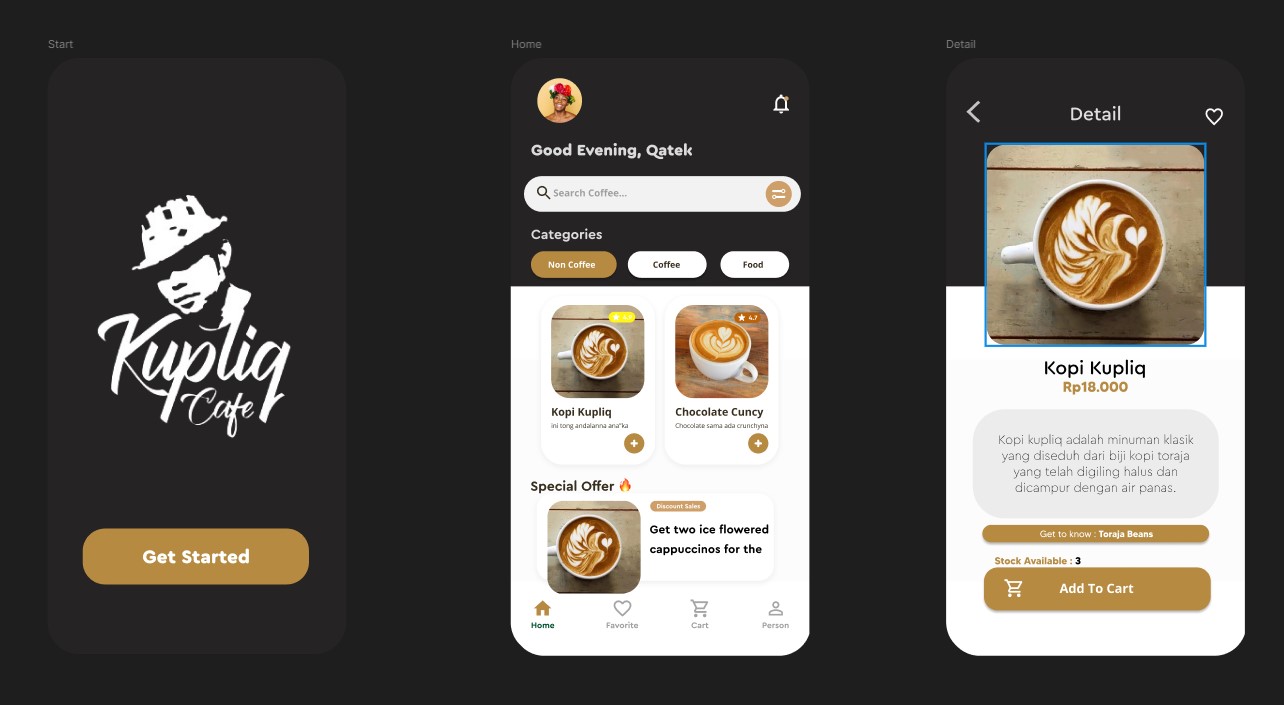 Start
Kupliq
Cafe
Get Started
Home
Good Evening, Qatek
Search Coffee...
Categories
Non Coffee
Coffee
Food
4.7
4.7
Kopi Kupliq
ini tong andalanna ana"ka
Chocolate Cuncy
Chocolate sama ada crunchyna
Special Offer 🔥
Discount Sales
Get two ice flowered
cappuccinos for the
Home
Favorite
Cart
Person
Detail
Detail
Kopi Kupliq
Rp18.000
Kopi kupliq adalah minuman klasik
yang diseduh dari biji kopi toraja
yang telah digiling halus dan
dicampur dengan air panas.
Get to know : Toraja Beans
Stock Available : 3
Add To Cart